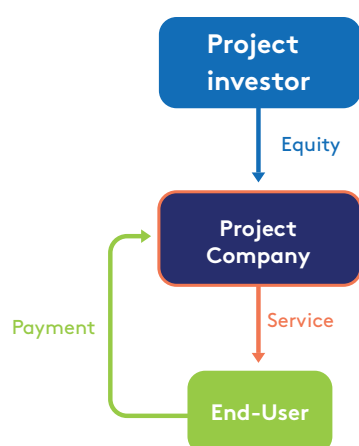 Project
investor
Equity
Project
Company
Payment
Service
End-User